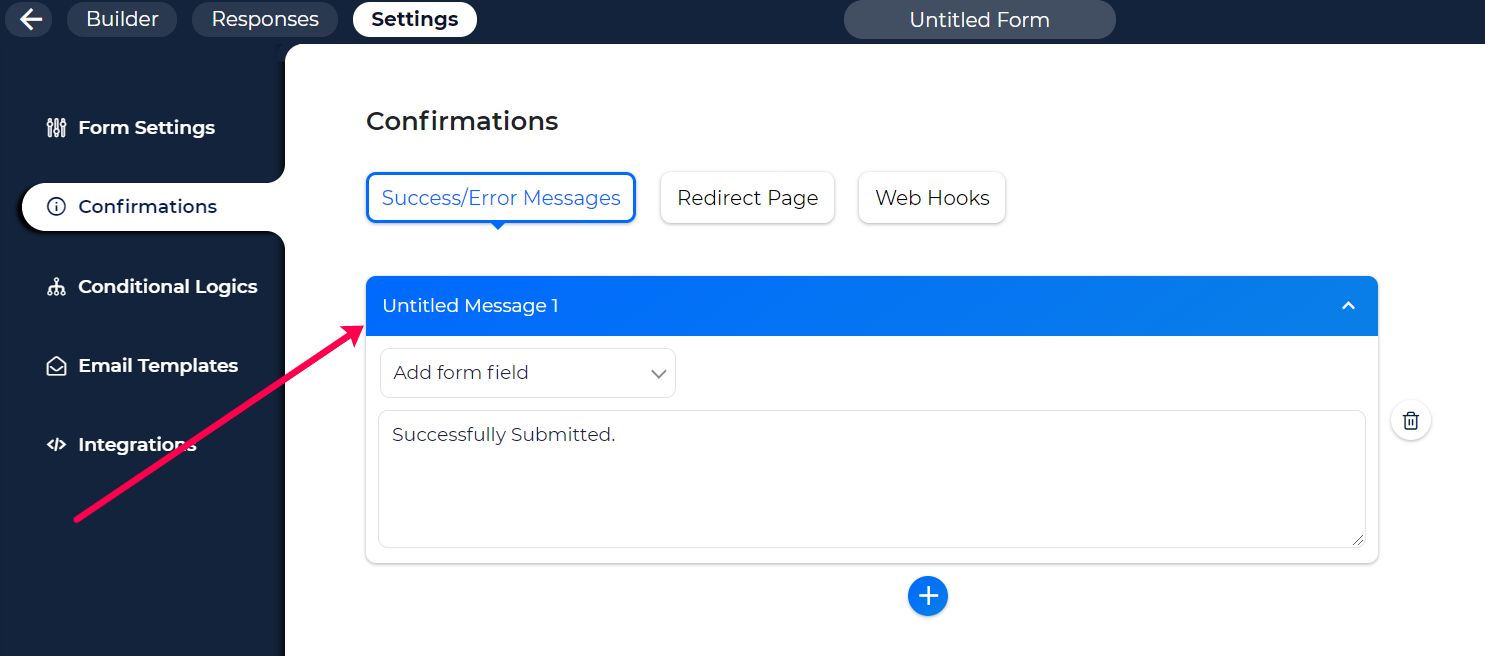 Builder
Responses
Settings
Untitled Form
Form Settings
Confirmations
Conditional Logics
Email Templates
Integrations
Confirmations
Success/Error Messages
Redirect Page
Web Hooks
Untitled Message 1
Add form field
Successfully Submitted.